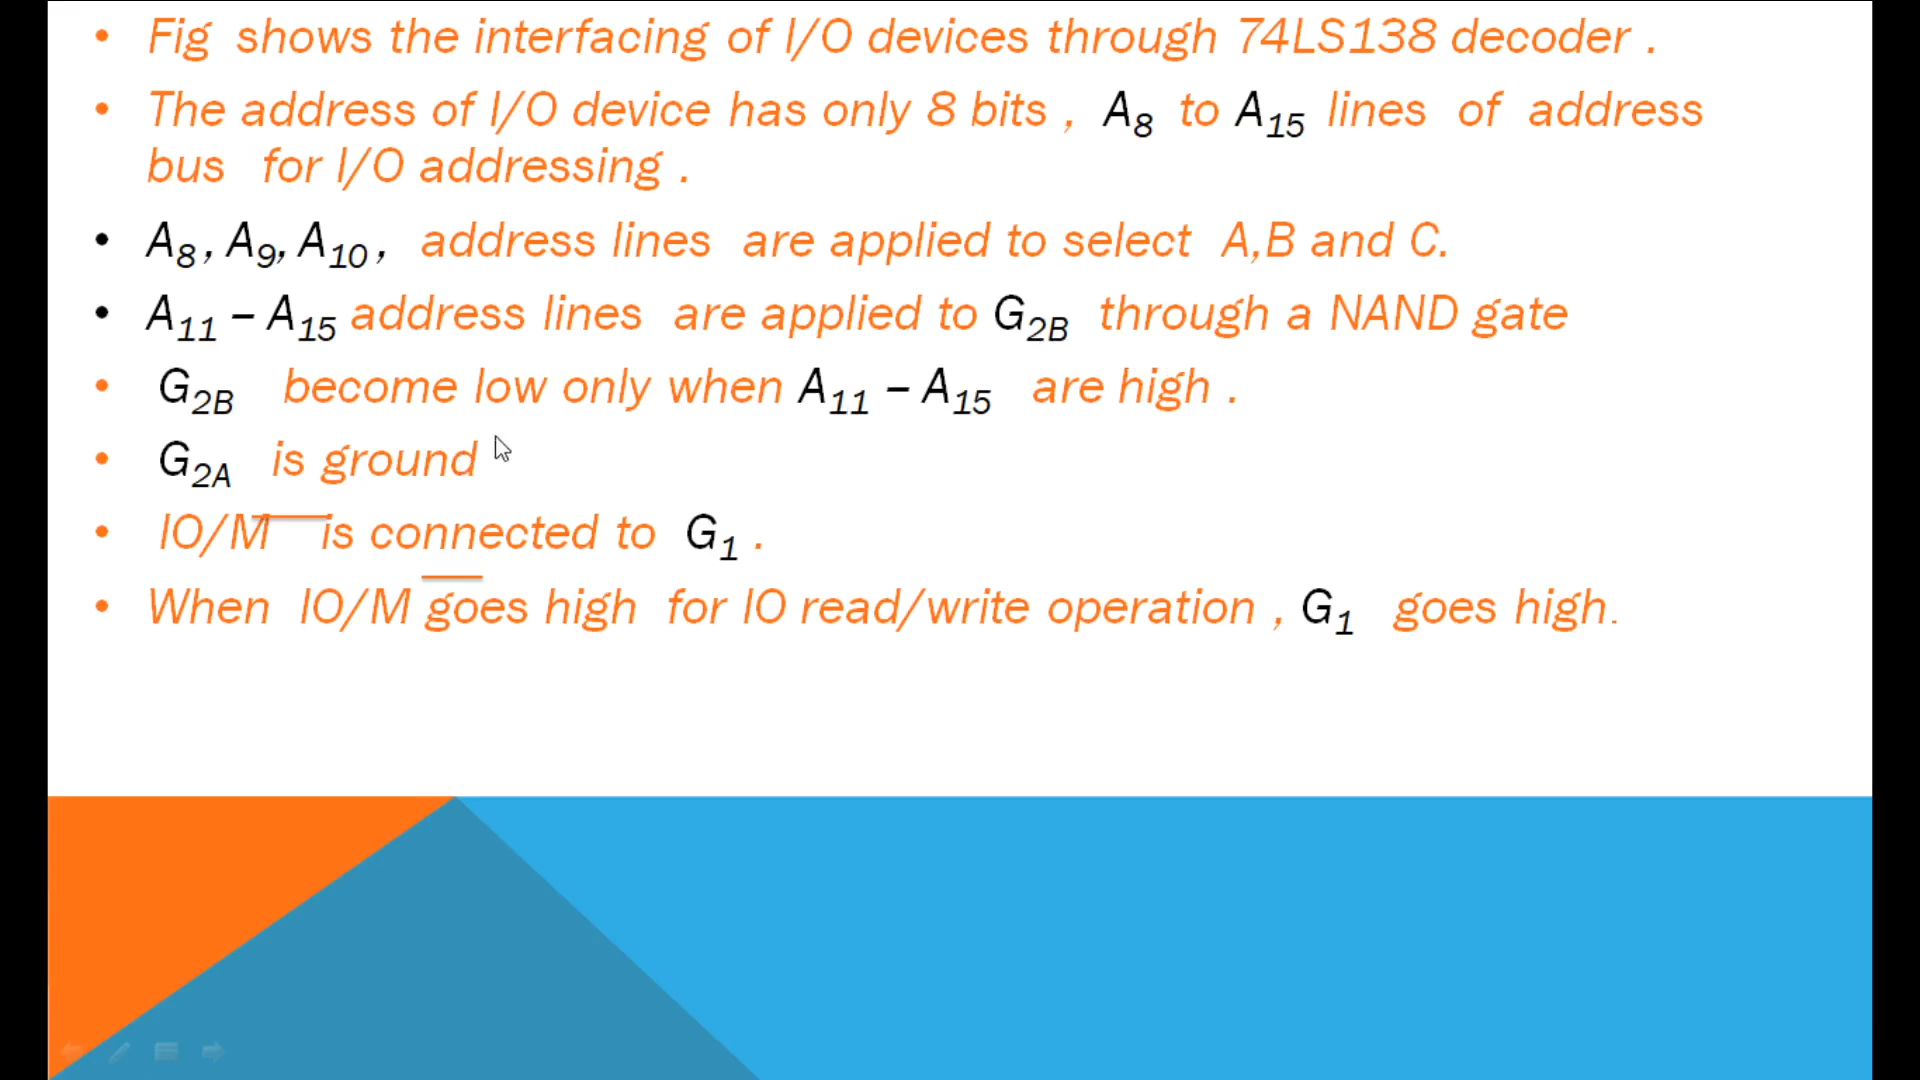 • Fig shows the interfacing of I/O devices through 74LS138 decoder .
• The address of I/O device has only 8 bits , A8 to A15 lines of address
bus for I/O addressing .
• A8 , A9, A10 , address lines are applied to select A,B and C.
• A11 – A15 address lines are applied to G2B through a NAND gate
• G2B become low only when A11 – A15 are high .
• G2A is ground
• IO/M is connected to G1 .
• When IO/M goes high for IO read/write operation , G1 goes high.